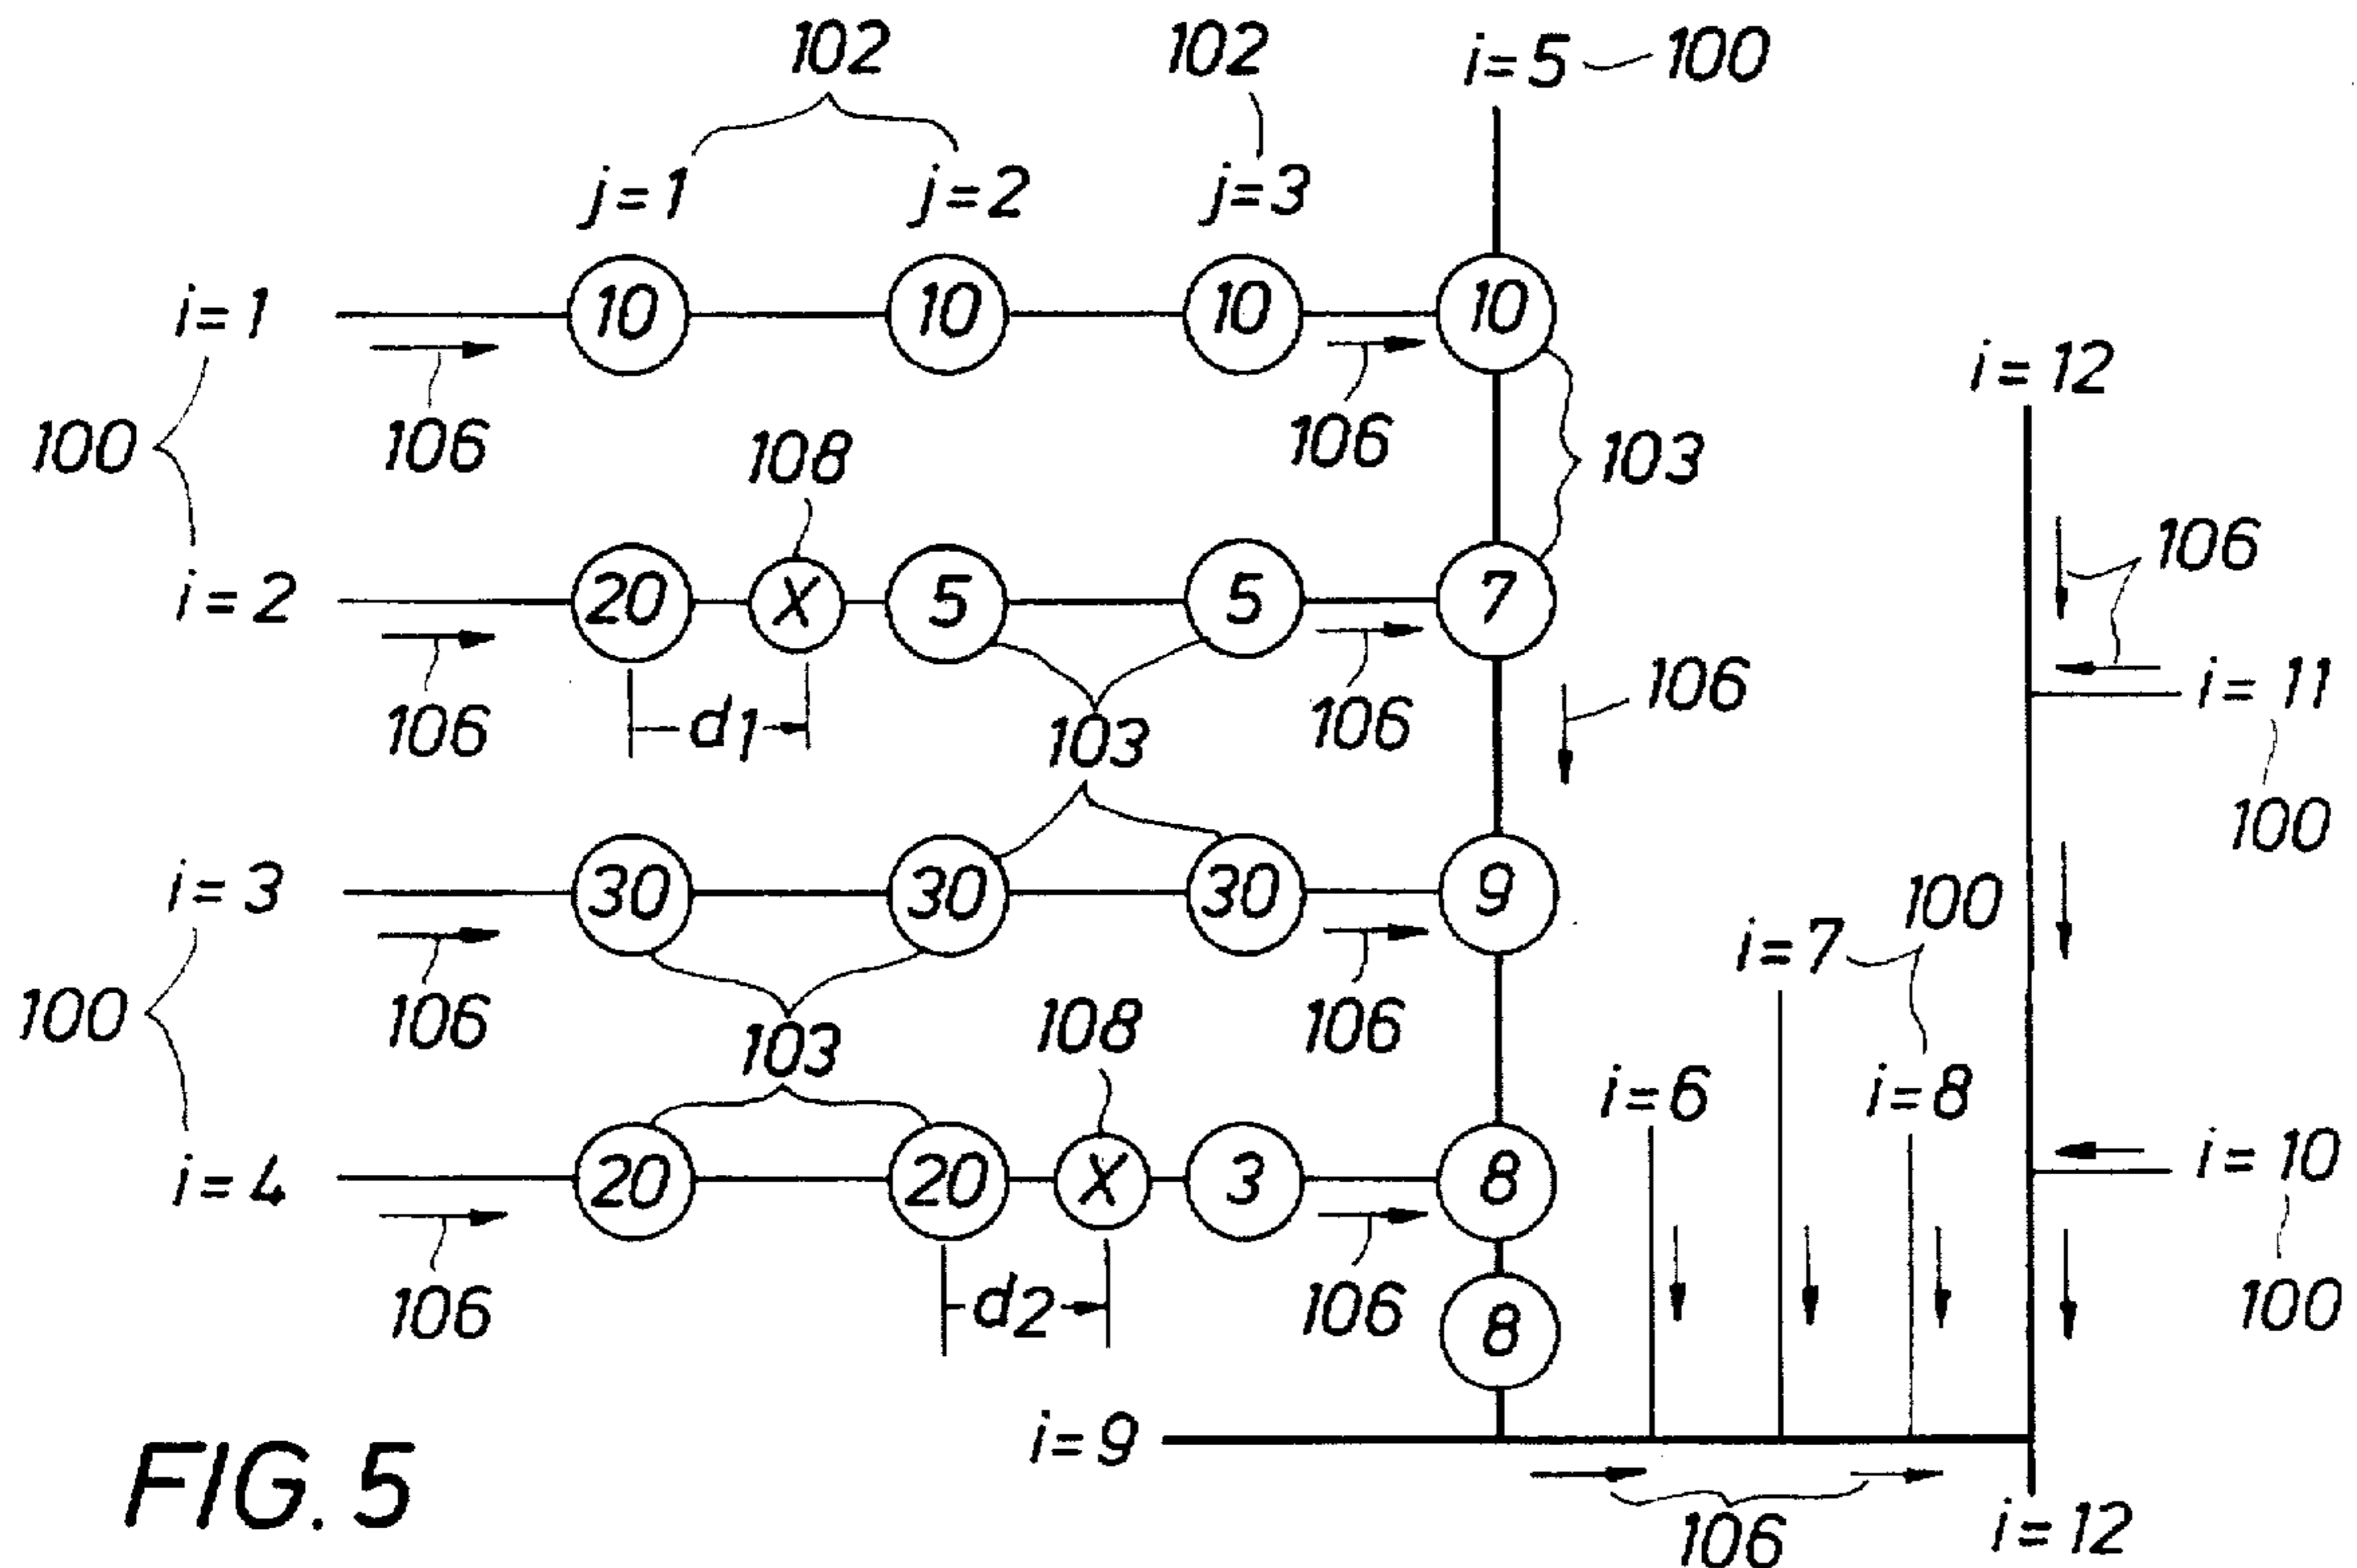 102 102 i=5 100
j=1 j=2 j=3
i=1 10 10 10 10
i=12
100 106 108 106 103
106
i=2 20 X 5 5 7
106 d1 103 106 106 i=11
100
i=3 30 30 30 9 100
i=7
100 106 103 108 106
i=6 i=8
i=4 20 20 X 3 8 i=10
106 d2 106 8 100
i=9
FIG. 5
106 i=12